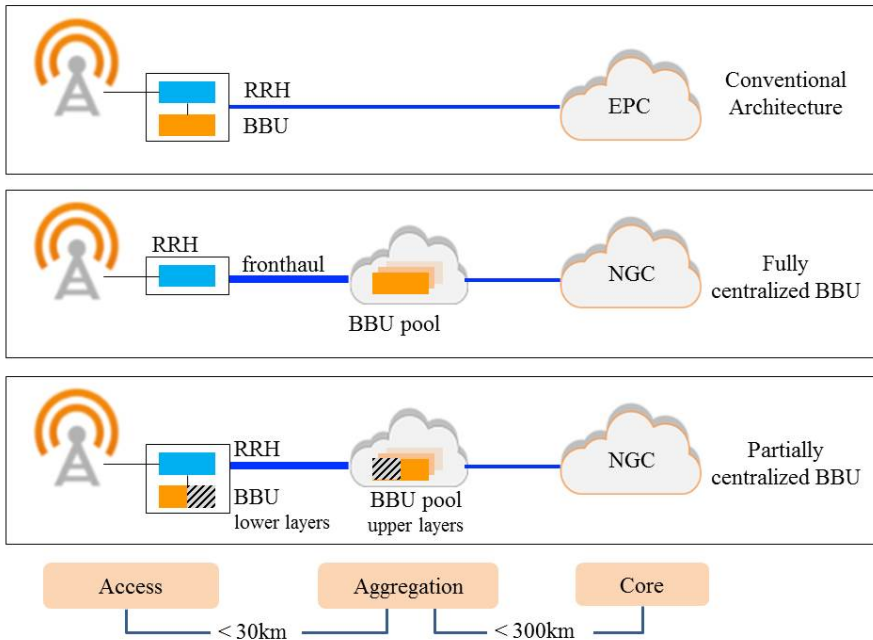 RRH
BBU
EPC
Conventional
Architecture
RRH
fronthaul
BBU pool
NGC
Fully
centralized BBU
RRH
BBU
lower layers
BBU pool
upper layers
NGC
Partially
centralized BBU
Access
Aggregation
Core
< 30km
< 300km